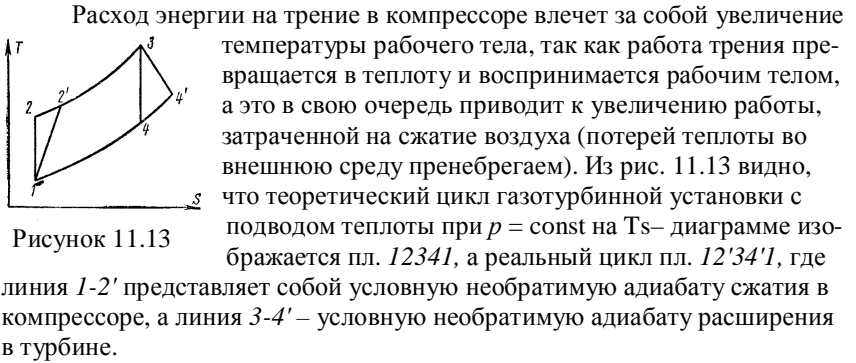 Расход энергии на трение в компрессоре влечет за собой увеличение
температуры рабочего тела, так как работа трения пре-
вращается в теплоту и воспринимается рабочим телом,
а это в свою очередь приводит к увеличению работы,
затраченной на сжатие воздуха (потерей теплоты во
внешнюю среду пренебрегаем). Из рис. 11.13 видно,
что теоретический цикл газотурбинной установки с
подводом теплоты при p = const на Ts– диаграмме изо-
бражается пл. 12341, а реальный цикл пл. 12'34'1, где
линия 1-2' представляет собой условную необратимую адиабату сжатия в
компрессоре, а линия 3-4' – условную необратимую адиабату расширения
в турбине.
T
3
2
2'
4'
4
1
s
Рисунок 11.13